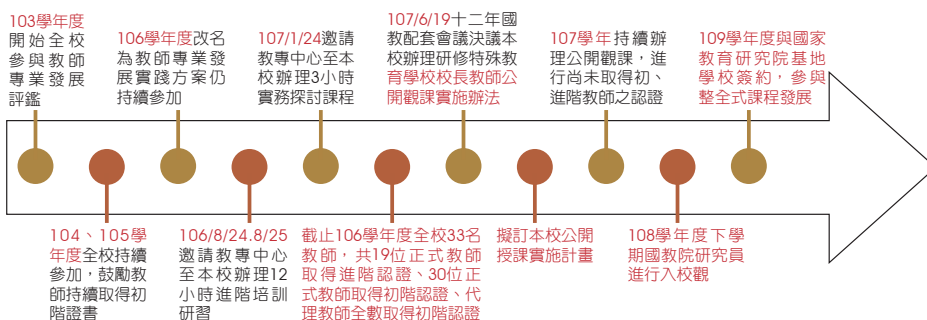 103學年度
開始全校
參與教師
專業發展
評鑑
106學年度改名
為教師專業發
展實踐方案仍
持續參加
107/1/24邀請
教專中心至本
校辦理3小時
實務探討課程
107/6/19十二年國
教配套會議決議本
校辦理研修特殊教
育學校校長教師公
開觀課實施辦法
107學年持續辦
理公開觀課，進
行尚未取得初、
進階教師之認證
109學年度與國家
教育研究院基地
學校簽約，參與
整全式課程發展
104、105學
年度全校持續
參加，鼓勵教
師持續取得初
階證書
106/8/24.8/25
邀請教專中心
至本校辦理12
小時進階培訓
研習
截止106學年度全校33名
教師，共19位正式教師
取得進階認證、30位正
式教師取得初階認證、代
理教師全數取得初階認證
擬訂本校公開
授課實施計畫
108學年度下學
期國教院研究員
進行入校觀